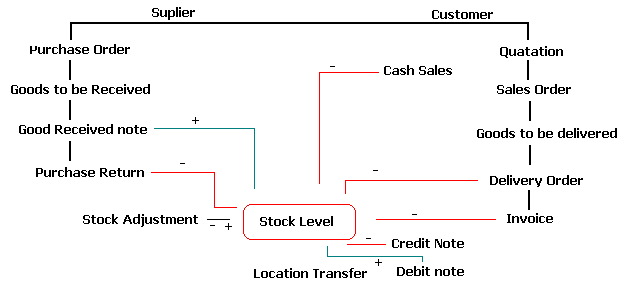 Suplier
Customer
Purchase Order
Quatation
Cash Sales
-
Goods to be Received
Sales Order
Good Received note
+
Goods to be delivered
Purchase Return
-
-
Delivery Order
Stock Adjustment
- +
Stock Level
-
Invoice
-
Credit Note
Location Transfer
+
Debit note